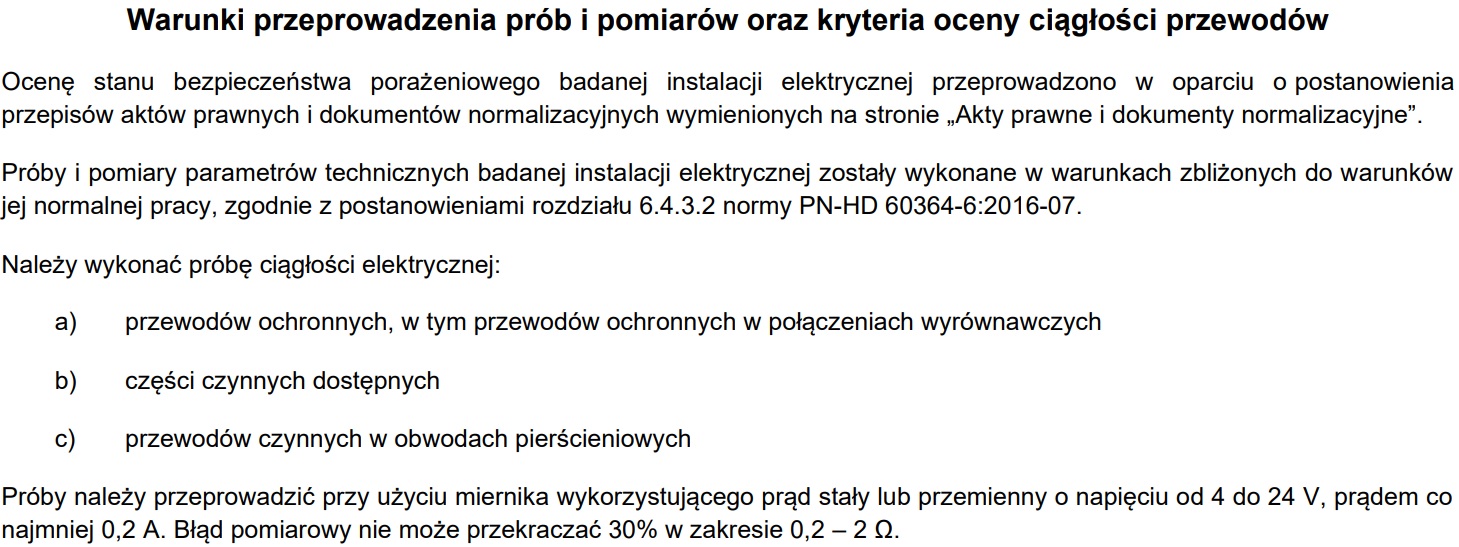 Warunki przeprowadzenia prób i pomiarów oraz kryteria oceny ciągłości przewodów
Ocenę stanu bezpieczeństwa porażeniowego badanej instalacji elektrycznej przeprowadzono w oparciu o postanowienia
przepisów aktów prawnych i dokumentów normalizacyjnych wymienionych na stronie „Akty prawne i dokumenty normalizacyjne”.
Próby i pomiary parametrów technicznych badanej instalacji elektrycznej zostały wykonane w warunkach zbliżonych do warunków
jej normalnej pracy, zgodnie z postanowieniami rozdziału 6.4.3.2 normy PN-HD 60364-6:2016-07.
Należy wykonać próbę ciągłości elektrycznej:
a) przewodów ochronnych, w tym przewodów ochronnych w połączeniach wyrównawczych
b) części czynnych dostępnych
c) przewodów czynnych w obwodach pierścieniowych
Próby należy przeprowadzić przy użyciu miernika wykorzystującego prąd stały lub przemienny o napięciu od 4 do 24 V, prądem co
najmniej 0,2 A. Błąd pomiarowy nie może przekraczać 30% w zakresie 0,2 – 2 Ω.